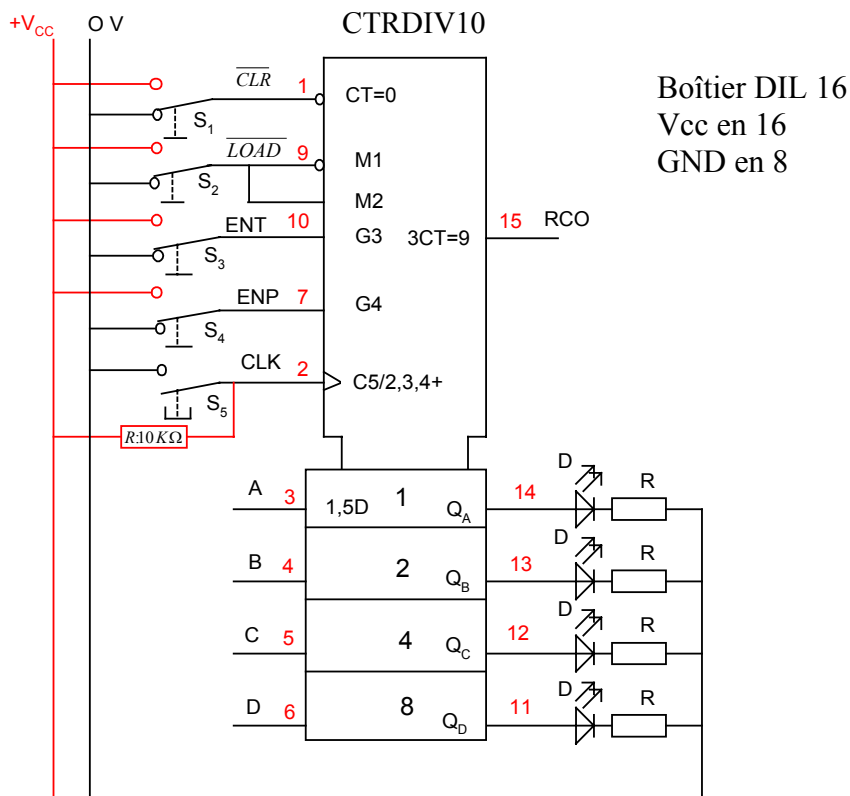 +VCC
O V
CTRDIV10
Boîtier DIL 16
Vcc en 16
GND en 8
CLR
1
CT=0
S1
LOAD
9
M1
S2
M2
ENT
10
G3
3CT=9
15
RCO
S3
ENP
7
G4
S4
CLK
2
C5/2,3,4+
S5
R:10 KΩ
A
3
1,5D
1
QA
14
D
R
B
4
2
QB
13
D
R
C
5
4
QC
12
D
R
D
6
8
QD
11
D
R